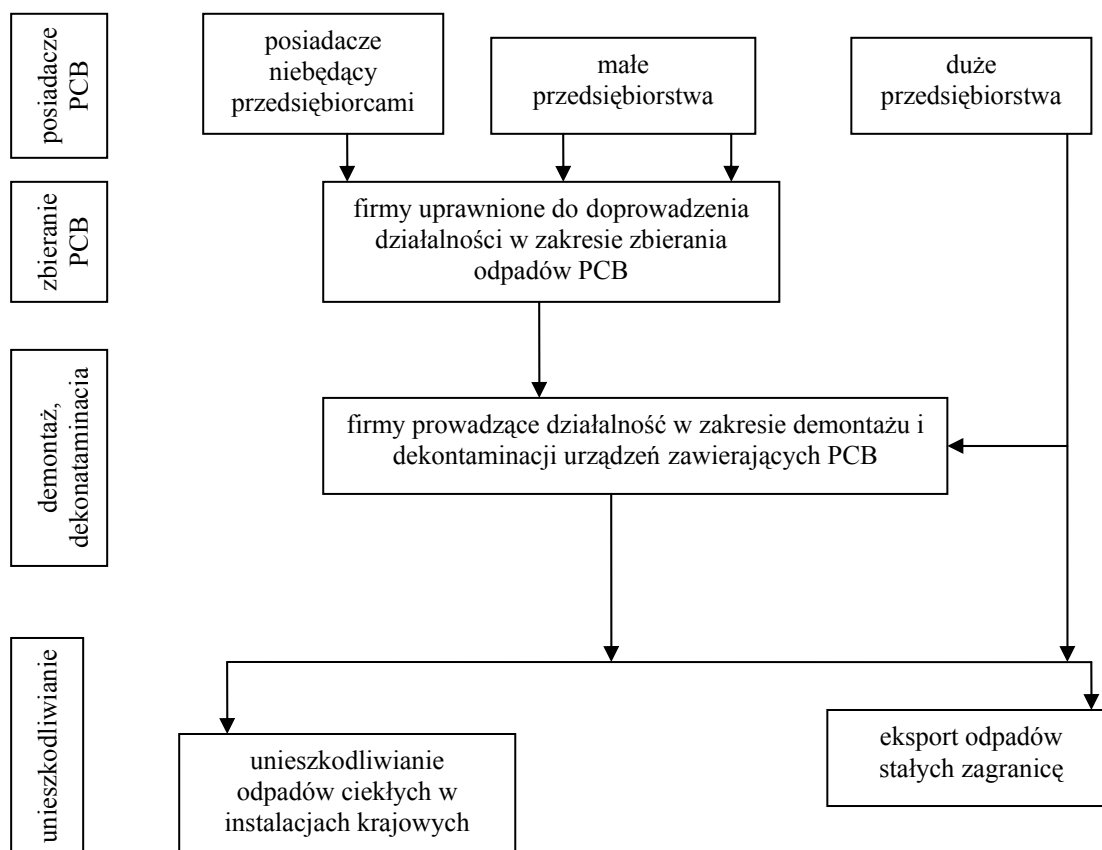 posiadacze
PCB
posiadacze
niebędący
przedsiębiorcami
małe
przedsiębiorstwa
duże
przedsiębiorstwa
zbieranie
PCB
firmy uprawnione do doprowadzenia
działalności w zakresie zbierania
odpadów PCB
demontaż,
dekonataminacia
firmy prowadzące działalność w zakresie demontażu i
dekontaminacji urządzeń zawierających PCB
unieszkodliwianie
unieszkodliwianie
odpadów ciekłych w
instalacjach krajowych
eksport odpadów
stałych zagranicę